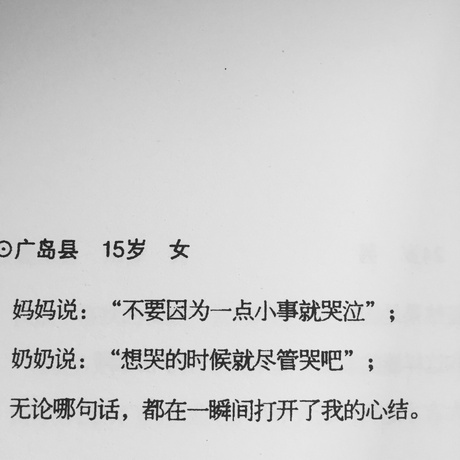 ⊙广岛县 15岁 女
妈妈说：“不要因为一点小事就哭泣”；
奶奶说：“想哭的时候就尽管哭吧”；
无论哪句话，都在一瞬间打开了我的心结。